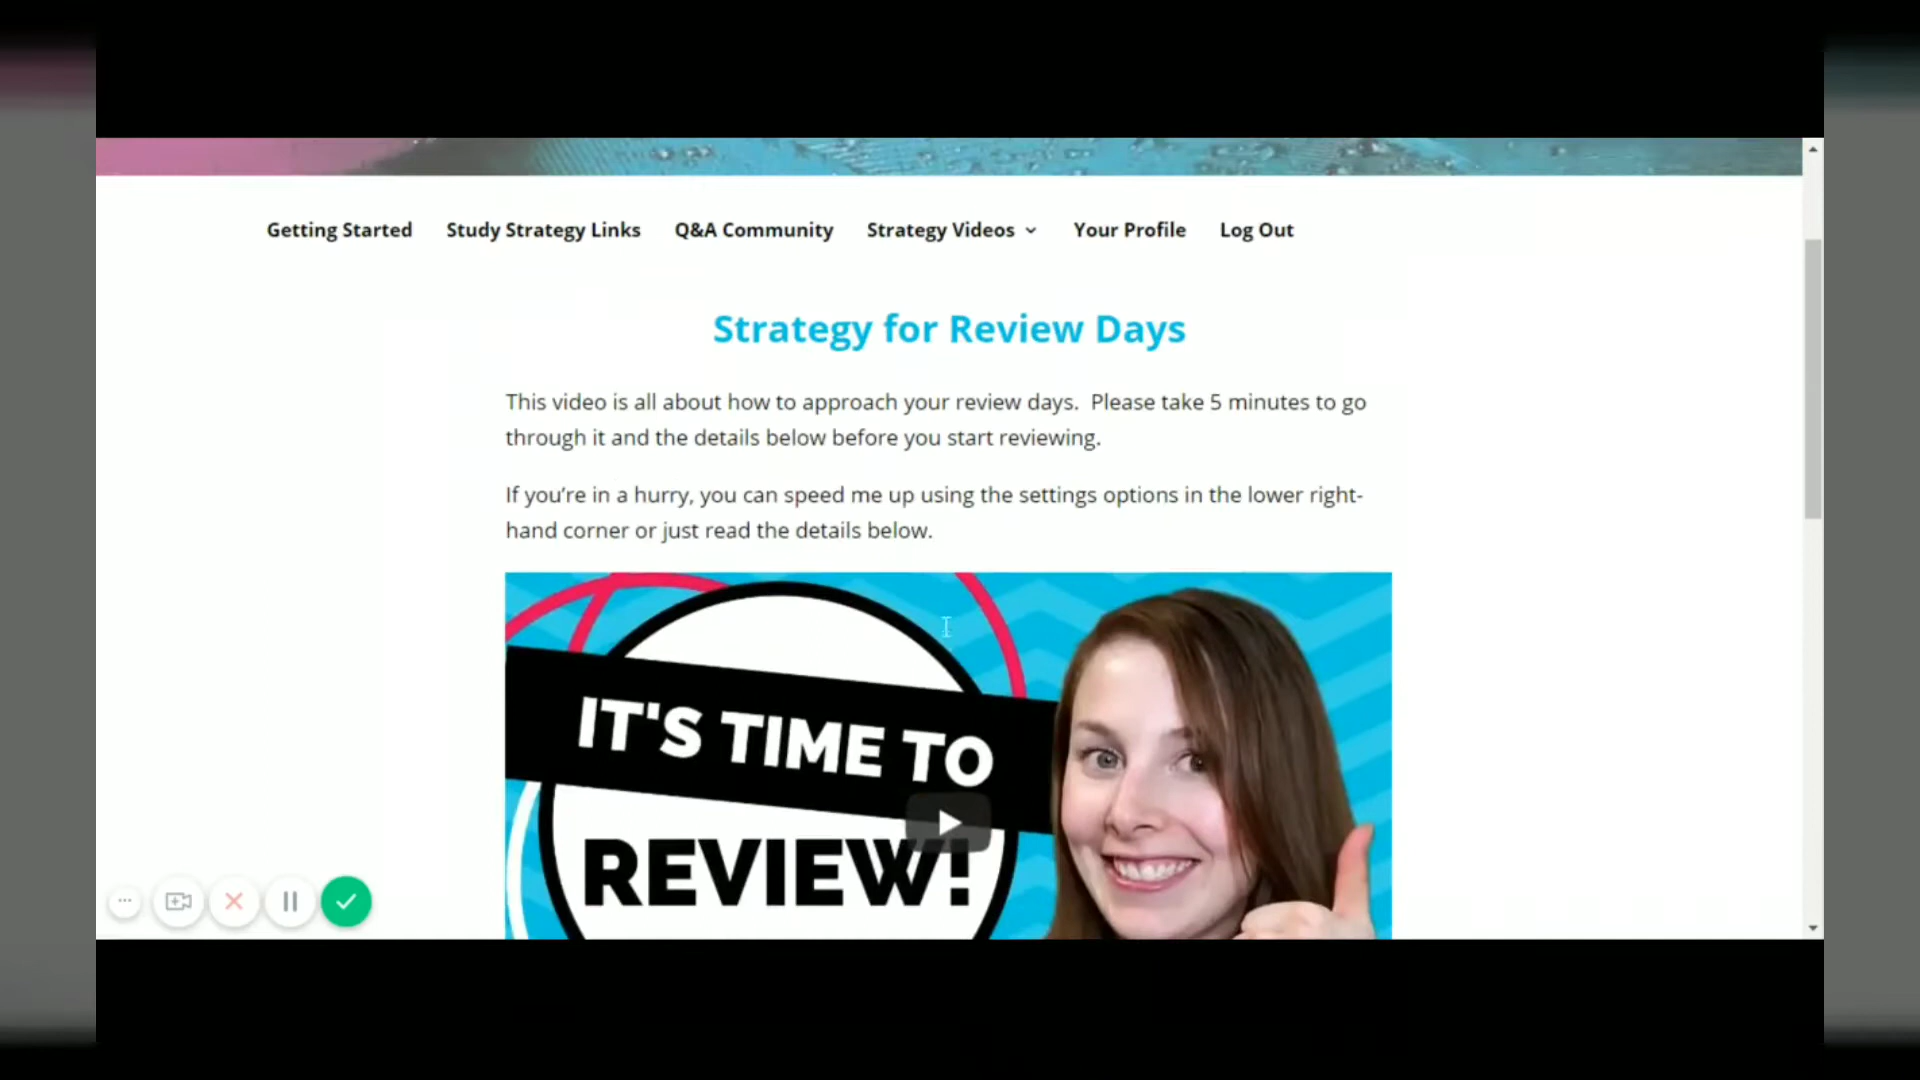 Getting Started Study Strategy Links Q&A Community Strategy Videos Your Profile Log Out
Strategy for Review Days
This video is all about how to approach your review days. Please take 5 minutes to go
through it and the details below before you start reviewing.
If you’re in a hurry, you can speed me up using the settings options in the lower right-
hand corner or just read the details below.
IT'S TIME TO
REVIEW!